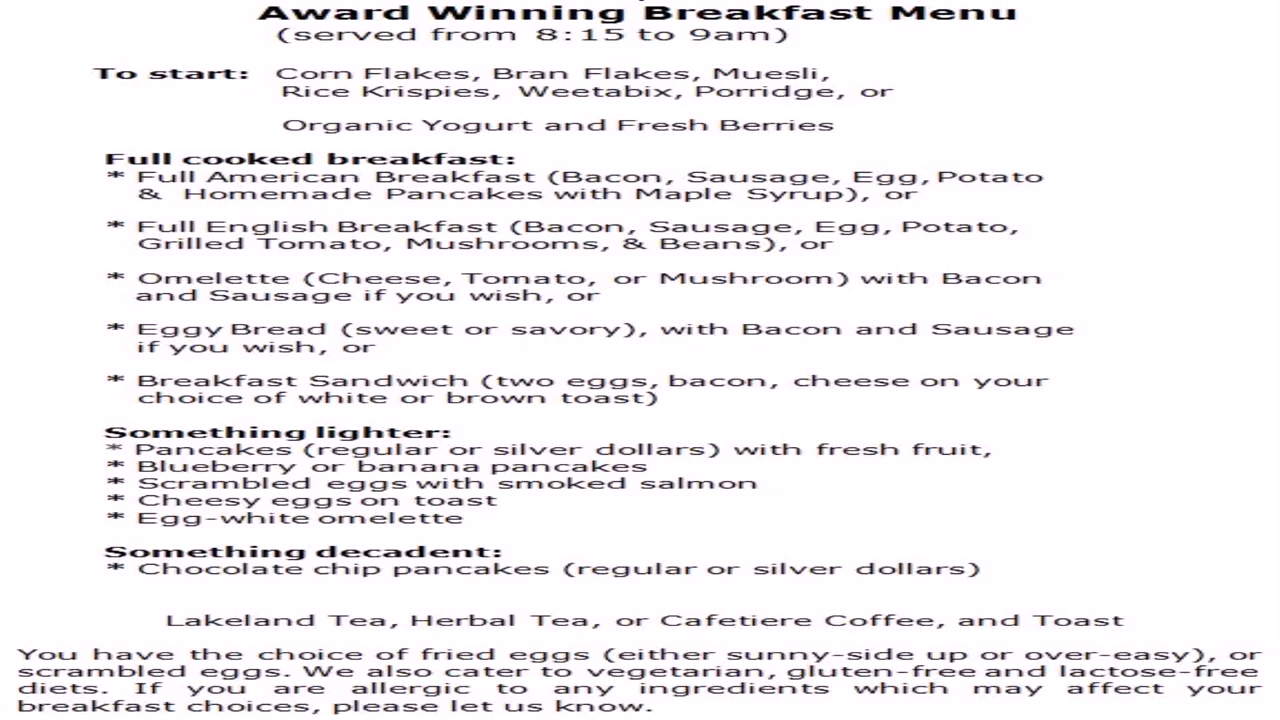 Award Winning Breakfast Menu
(served from 8:15 to 9am)
To start: Corn Flakes, Bran Flakes, Muesli,
Rice Krispies, Weetabix, Porridge, or
Organic Yogurt and Fresh Berries
Full cooked breakfast:
* Full American Breakfast (Bacon, Sausage, Egg, Potato
& Homemade Pancakes with Maple Syrup), or
* Full English Breakfast (Bacon, Sausage, Egg, Potato,
Grilled Tomato, Mushrooms, & Beans), or
* Omelette (Cheese, Tomato, or Mushroom) with Bacon
and Sausage if you wish, or
* Eggy Bread (sweet or savory), with Bacon and Sausage
if you wish, or
* Breakfast Sandwich (two eggs, bacon, cheese on your
choice of white or brown toast)
Something lighter:
* Pancakes (regular or silver dollars) with fresh fruit,
* Blueberry or banana pancakes
* Scrambled eggs with smoked salmon
* Cheesy eggs on toast
* Egg-white omelette
Something decadent:
* Chocolate chip pancakes (regular or silver dollars)
Lakeland Tea, Herbal Tea, or Cafetiere Coffee, and Toast
You have the choice of fried eggs (either sunny-side up or over-easy), or
scrambled eggs. We also cater to vegetarian, gluten-free and lactose-free
diets. If you are allergic to any ingredients which may affect your
breakfast choices, please let us know.